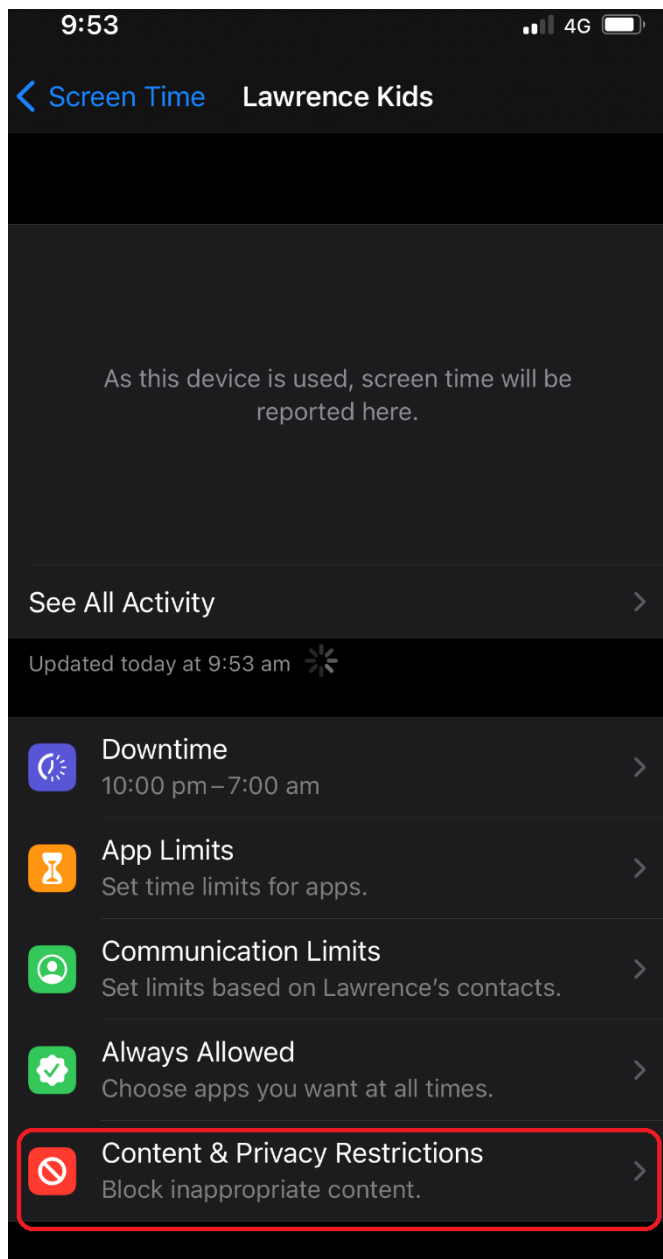 9:53
4G
Screen Time
Lawrence Kids
As this device is used, screen time will be
reported here.
See All Activity
Updated today at 9:53 am
Downtime
10:00 pm – 7:00 am
App Limits
Set time limits for apps.
Communication Limits
Set limits based on Lawrence’s contacts.
Always Allowed
Choose apps you want at all times.
Content & Privacy Restrictions
Block inappropriate content.